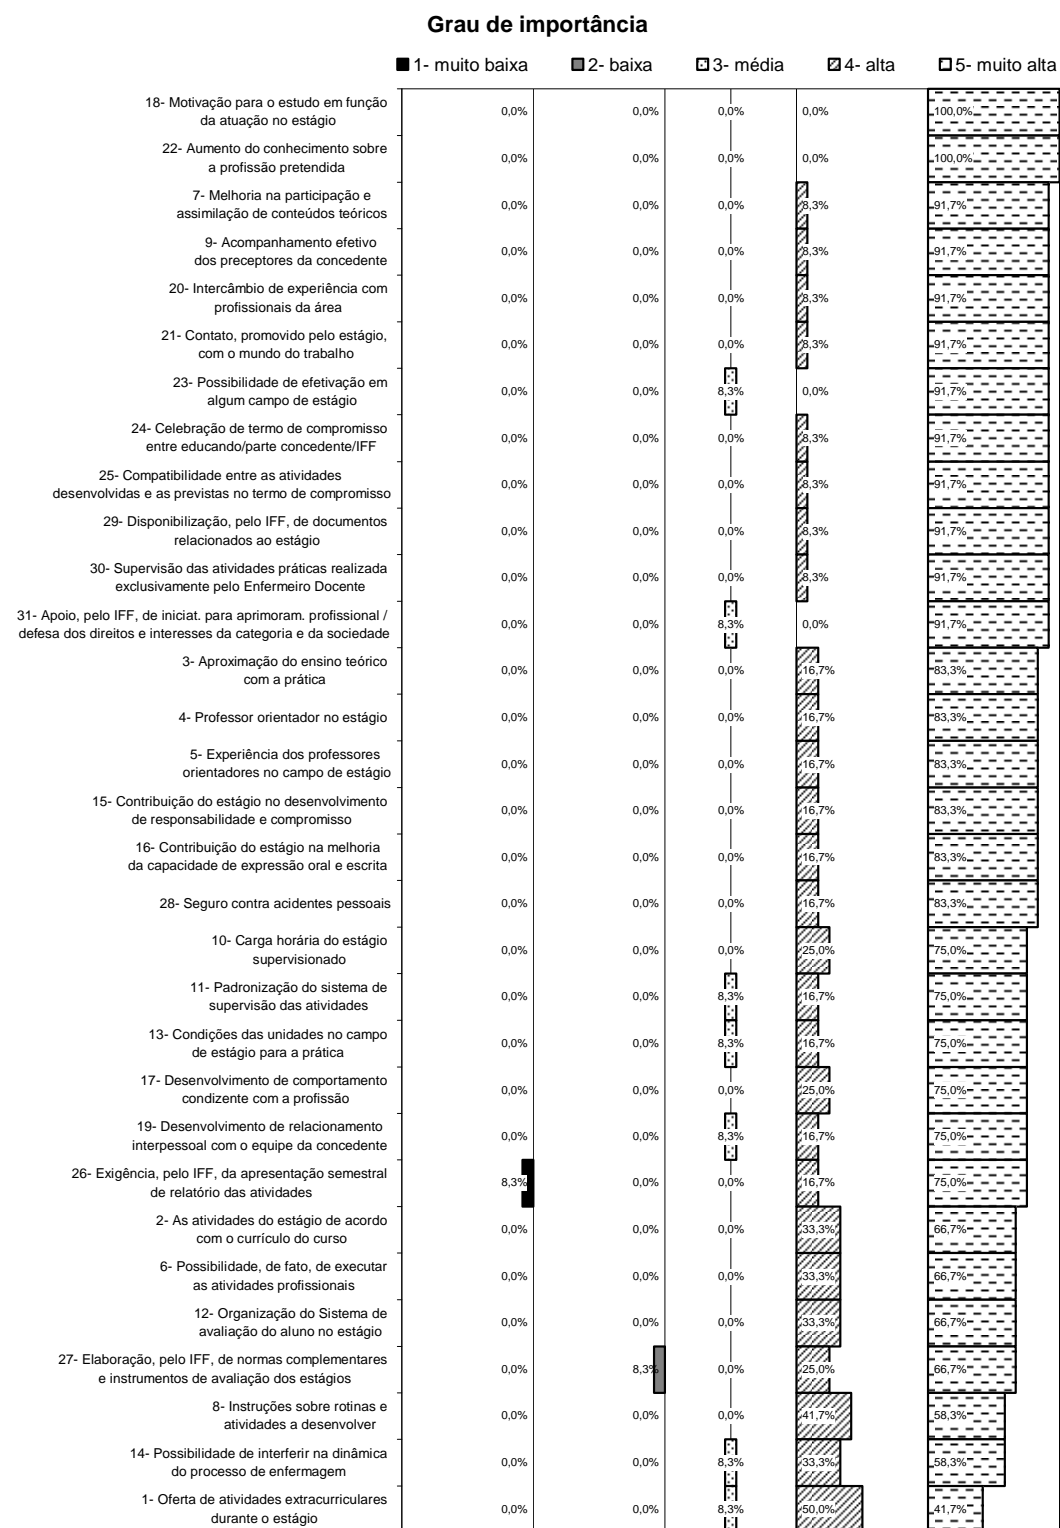 Grau de importância
1- muito baixa 2- baixa 3- média 4- alta 5- muito alta
18- Motivação para o estudo em função
da atuação no estágio
0,0% 0,0% 0,0% 0,0% 100,0%
22- Aumento do conhecimento sobre
a profissão pretendida
0,0% 0,0% 0,0% 0,0% 100,0%
7- Melhoria na participação e
assimilação de conteúdos teóricos
0,0% 0,0% 0,0% 8,3% 91,7%
9- Acompanhamento efetivo
dos preceptores da concedente
0,0% 0,0% 0,0% 8,3% 91,7%
20- Intercâmbio de experiência com
profissionais da área
0,0% 0,0% 0,0% 8,3% 91,7%
21- Contato, promovido pelo estágio,
com o mundo do trabalho
0,0% 0,0% 0,0% 8,3% 91,7%
23- Possibilidade de efetivação em
algum campo de estágio
0,0% 0,0% 8,3% 0,0% 91,7%
24- Celebração de termo de compromisso
entre educando/parte concedente/IFF
0,0% 0,0% 0,0% 8,3% 91,7%
25- Compatibilidade entre as atividades
desenvolvidas e as previstas no termo de compromisso
0,0% 0,0% 0,0% 8,3% 91,7%
29- Disponibilização, pelo IFF, de documentos
relacionados ao estágio
0,0% 0,0% 0,0% 8,3% 91,7%
30- Supervisão das atividades práticas realizada
exclusivamente pelo Enfermeiro Docente
0,0% 0,0% 0,0% 8,3% 91,7%
31- Apoio, pelo IFF, de iniciat. para aprimoram. profissional /
defesa dos direitos e interesses da categoria e da sociedade
0,0% 0,0% 8,3% 0,0% 91,7%
3- Aproximação do ensino teórico
com a prática
0,0% 0,0% 0,0% 16,7% 83,3%
4- Professor orientador no estágio
0,0% 0,0% 0,0% 16,7% 83,3%
5- Experiência dos professores
orientadores no campo de estágio
0,0% 0,0% 0,0% 16,7% 83,3%
15- Contribuição do estágio no desenvolvimento
de responsabilidade e compromisso
0,0% 0,0% 0,0% 16,7% 83,3%
16- Contribuição do estágio na melhoria
da capacidade de expressão oral e escrita
0,0% 0,0% 0,0% 16,7% 83,3%
28- Seguro contra acidentes pessoais
0,0% 0,0% 0,0% 16,7% 83,3%
10- Carga horária do estágio
supervisionado
0,0% 0,0% 0,0% 25,0% 75,0%
11- Padronização do sistema de
supervisão das atividades
0,0% 0,0% 8,3% 16,7% 75,0%
13- Condições das unidades no campo
de estágio para a prática
0,0% 0,0% 8,3% 16,7% 75,0%
17- Desenvolvimento de comportamento
condizente com a profissão
0,0% 0,0% 0,0% 25,0% 75,0%
19- Desenvolvimento de relacionamento
interpessoal com o equipe da concedente
0,0% 0,0% 8,3% 16,7% 75,0%
26- Exigência, pelo IFF, da apresentação semestral
de relatório das atividades
8,3% 0,0% 0,0% 16,7% 75,0%
2- As atividades do estágio de acordo
com o currículo do curso
0,0% 0,0% 0,0% 33,3% 66,7%
6- Possibilidade, de fato, de executar
as atividades profissionais
0,0% 0,0% 0,0% 33,3% 66,7%
12- Organização do Sistema de
avaliação do aluno no estágio
0,0% 0,0% 0,0% 33,3% 66,7%
27- Elaboração, pelo IFF, de normas complementares
e instrumentos de avaliação dos estágios
0,0% 8,3% 0,0% 25,0% 66,7%
8- Instruções sobre rotinas e
atividades a desenvolver
0,0% 0,0% 0,0% 41,7% 58,3%
14- Possibilidade de interferir na dinâmica
do processo de enfermagem
0,0% 0,0% 8,3% 33,3% 58,3%
1- Oferta de atividades extracurriculares
durante o estágio
0,0% 0,0% 8,3% 50,0% 41,7%